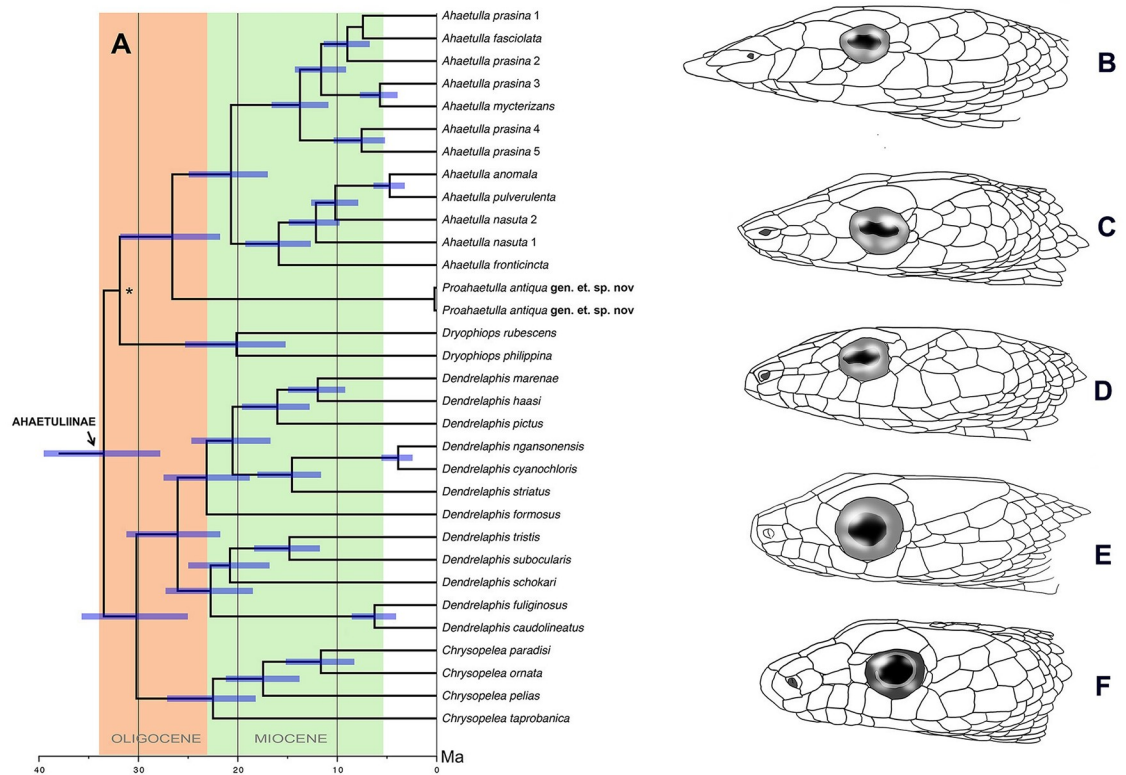 A
Ahaetulla prasina 1
Ahaetulla fasciolata
Ahaetulla prasina 2
Ahaetulla prasina 3
Ahaetulla mycterizans
Ahaetulla prasina 4
Ahaetulla prasina 5
Ahaetulla anomala
Ahaetulla pulverulenta
Ahaetulla nasuta 2
Ahaetulla nasuta 1
Ahaetulla fronticincta
Proahaetulla antiqua gen. et. sp. nov
Proahaetulla antiqua gen. et. sp. nov
*
Dryophiops rubescens
Dryophiops philippina
Dendrelaphis marenae
Dendrelaphis haasi
Dendrelaphis pictus
AHAETULIINAE
Dendrelaphis ngansonensis
Dendrelaphis cyanochloris
Dendrelaphis striatus
Dendrelaphis formosus
Dendrelaphis tristis
Dendrelaphis subocularis
Dendrelaphis schokari
Dendrelaphis fuliginosus
Dendrelaphis caudolineatus
Chrysopelea paradisi
Chrysopelea ornata
Chrysopelea pelias
Chrysopelea taprobanica
OLIGOCENE MIOCENE
Ma
40 30 20 10 0
B
C
D
E
F